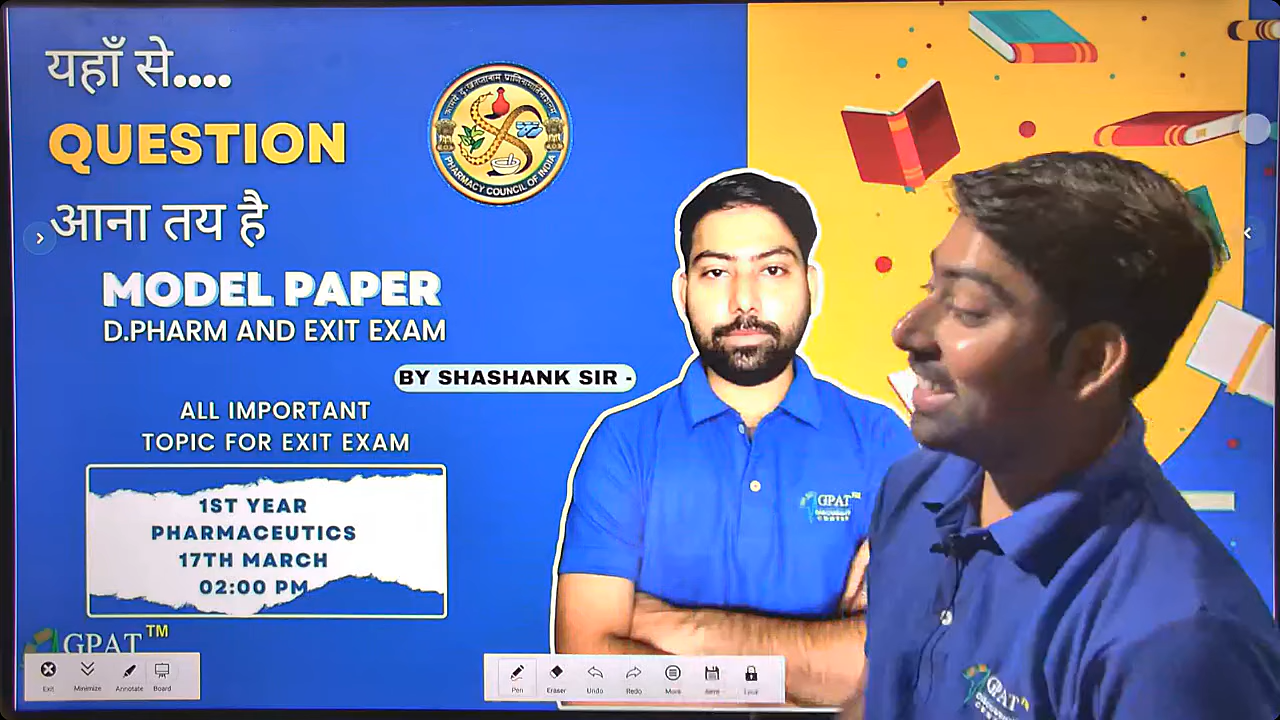 यहाँ से....
QUESTION
आना तय है
MODEL PAPER
D.PHARM AND EXIT EXAM
BY SHASHANK SIR -
ALL IMPORTANT
TOPIC FOR EXIT EXAM
1ST YEAR
PHARMACEUTICS
17TH MARCH
02:00 PM
PHARMACY COUNCIL OF INDIA
GPAT™
GPAT™
GPAT
Exit
Minimize
Annotate
Board
Pen
Eraser
Undo
Redo
More